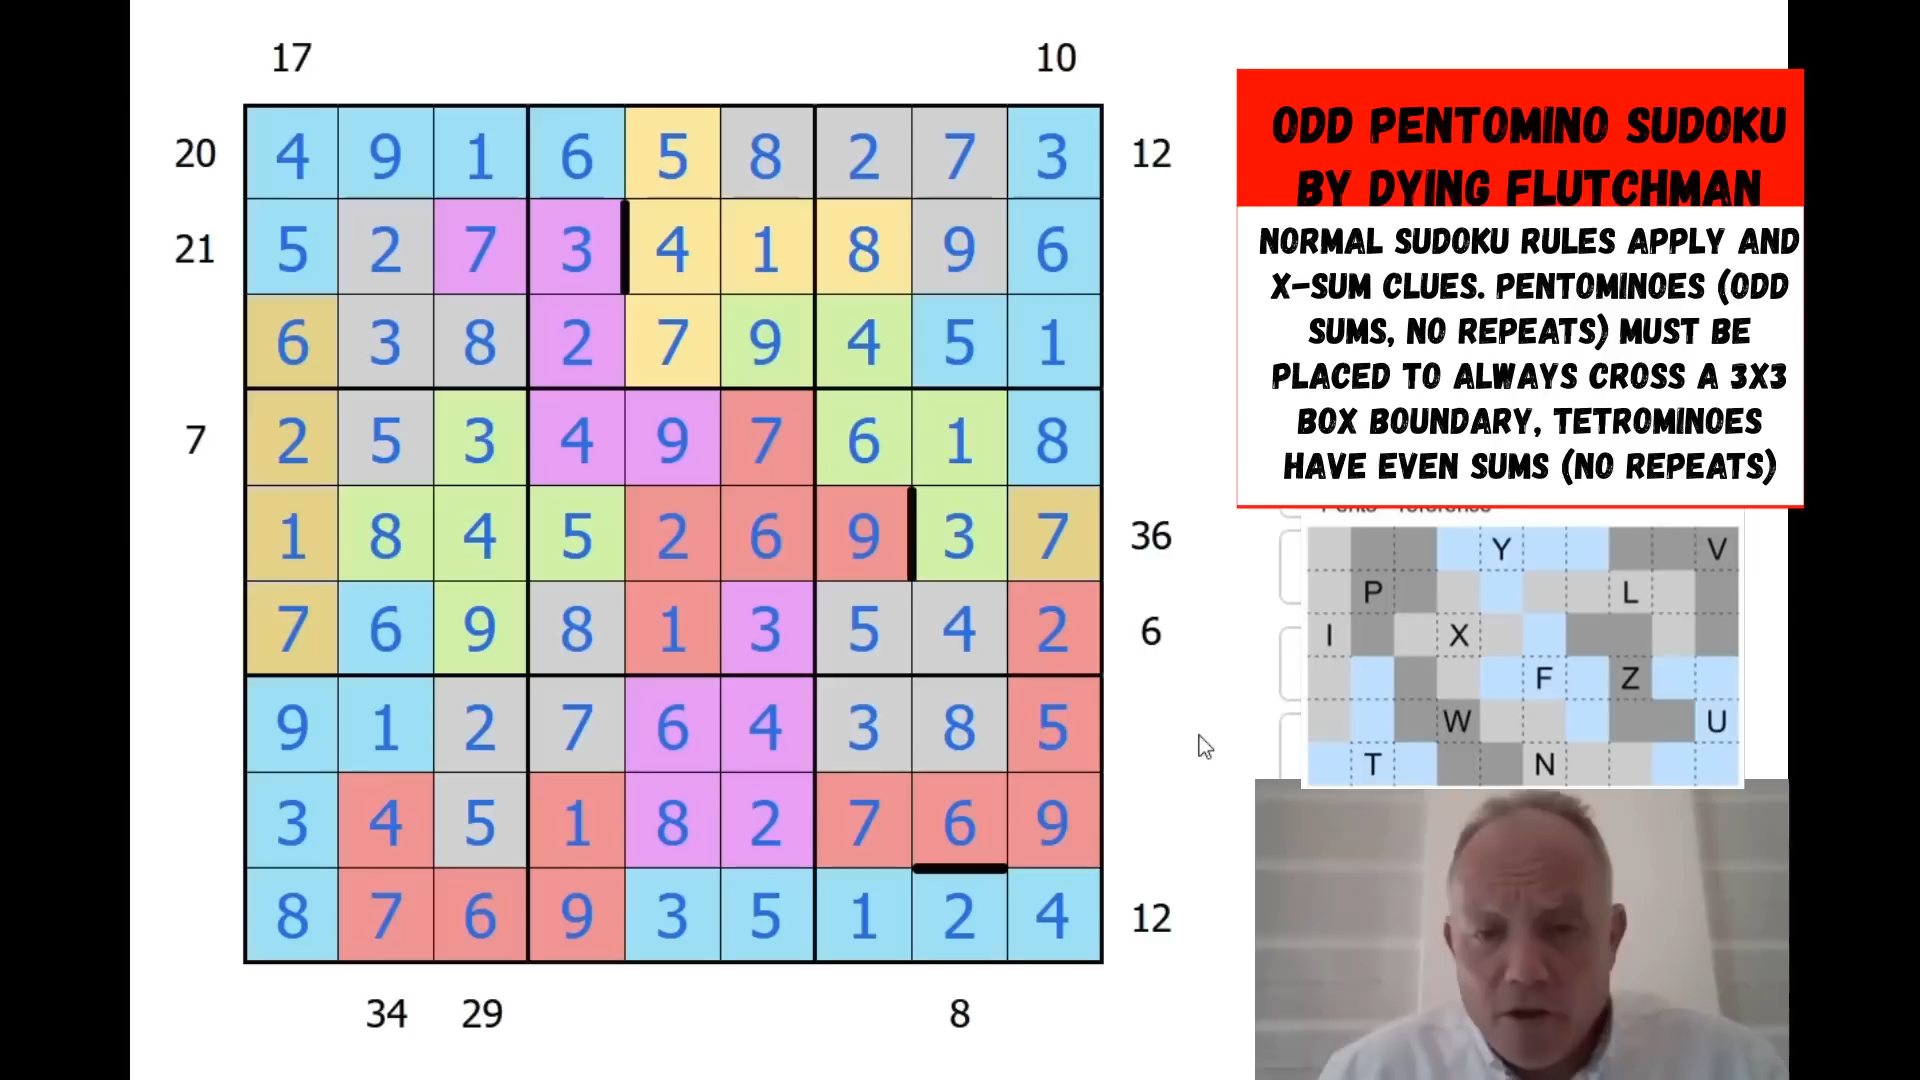 17 10
20 4 9 1 6 5 8 2 7 3 12
21 5 2 7 3 4 1 8 9 6
6 3 8 2 7 9 4 5 1
7 2 5 3 4 9 7 6 1 8
1 8 4 5 2 6 9 3 7 36
7 6 9 8 1 3 5 4 2 6
9 1 2 7 6 4 3 8 5
3 4 5 1 8 2 7 6 9
8 7 6 9 3 5 1 2 4 12
34 29 8
ODD PENTOMINO SUDOKU
BY DYING FLUTCHMAN
NORMAL SUDOKU RULES APPLY AND
X-SUM CLUES. PENTOMINOES (ODD
SUMS, NO REPEATS) MUST BE
PLACED TO ALWAYS CROSS A 3X3
BOX BOUNDARY, TETROMINOES
HAVE EVEN SUMS (NO REPEATS)
Y V
P L
I X
F Z
W U
T N